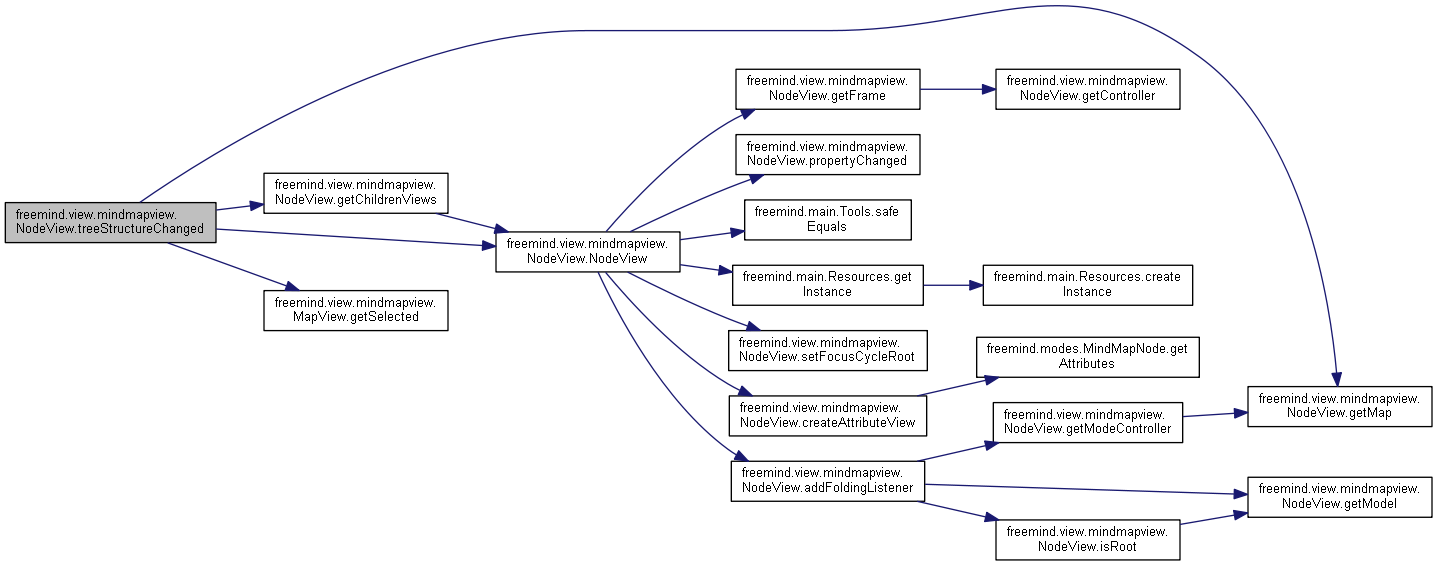 freemind.view.mindmapview.
NodeView.treeStructureChanged
freemind.view.mindmapview.
NodeView.getChildrenViews
freemind.view.mindmapview.
MapView.getSelected
freemind.view.mindmapview.
NodeView.NodeView
freemind.view.mindmapview.
NodeView.getFrame
freemind.view.mindmapview.
NodeView.propertyChanged
freemind.main.Tools.safe
Equals
freemind.main.Resources.get
Instance
freemind.view.mindmapview.
NodeView.setFocusCycleRoot
freemind.view.mindmapview.
NodeView.createAttributeView
freemind.view.mindmapview.
NodeView.addFoldingListener
freemind.view.mindmapview.
NodeView.getController
freemind.main.Resources.create
Instance
freemind.modes.MindMapNode.get
Attributes
freemind.view.mindmapview.
NodeView.getModeController
freemind.view.mindmapview.
NodeView.isRoot
freemind.view.mindmapview.
NodeView.getMap
freemind.view.mindmapview.
NodeView.getModel